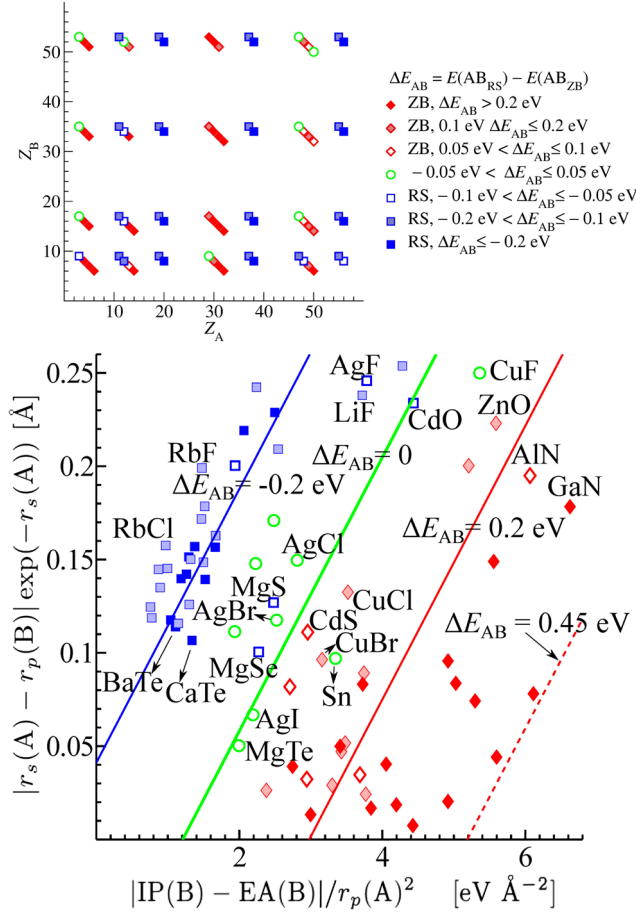 50
40
30
20
10
Z_B
10 20 30 40 50
Z_A
ΔE_AB = E(AB_RS) − E(AB_ZB)
ZB, ΔE_AB > 0.2 eV
ZB, 0.1 eV ΔE_AB ≤ 0.2 eV
ZB, 0.05 eV < ΔE_AB ≤ 0.1 eV
− 0.05 eV < ΔE_AB ≤ 0.05 eV
RS, − 0.1 eV < ΔE_AB ≤ − 0.05 eV
RS, − 0.2 eV < ΔE_AB ≤ − 0.1 eV
RS, ΔE_AB ≤ − 0.2 eV
|r_s(A) − r_p(B)| exp(−r_s(A)) [Å]
0.25
0.20
0.15
0.10
0.05
AgF
CuF
LiF
CdO
ZnO
RbF
ΔE_AB = 0
AlN
ΔE_AB = -0.2 eV
GaN
RbCl
ΔE_AB = 0.2 eV
AgCl
MgS
CuCl
AgBr
CdS
ΔE_AB = 0.45 eV
CuBr
MgSe
BaTe
CaTe
Sn
AgI
MgTe
2 4 6
|IP(B) − EA(B)|/r_p(A)² [eV Å⁻²]